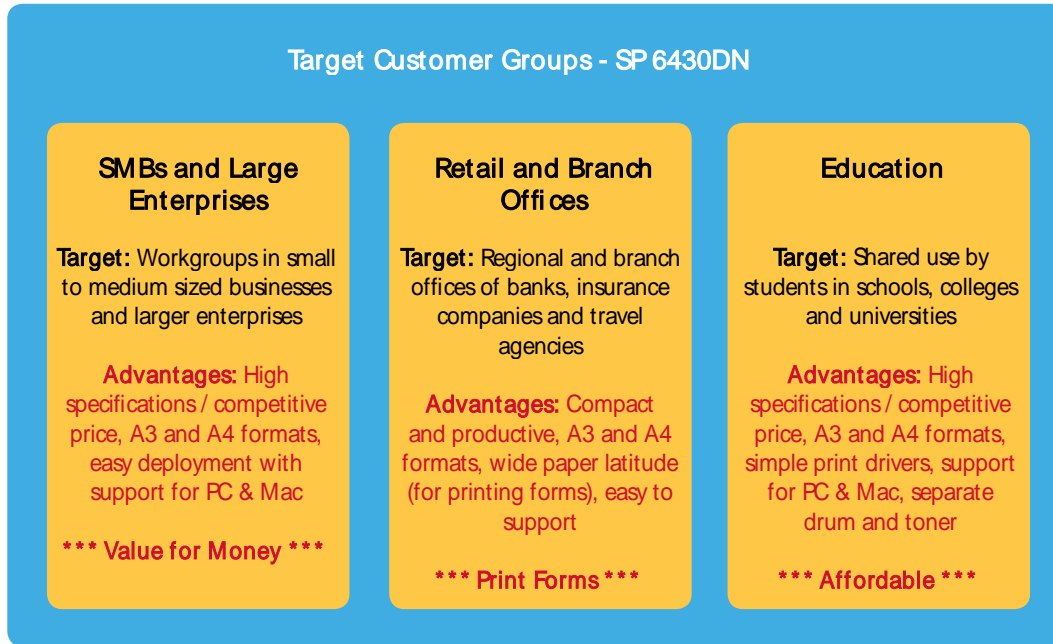 Target Customer Groups - SP 6430DN
SMBs and Large
Enterprises
Target: Workgroups in small
to medium sized businesses
and larger enterprises
Advantages: High
specifications / competitive
price, A3 and A4 formats,
easy deployment with
support for PC & Mac
*** Value for Money ***
Retail and Branch
Offices
Target: Regional and branch
offices of banks, insurance
companies and travel
agencies
Advantages: Compact
and productive, A3 and A4
formats, wide paper latitude
(for printing forms), easy to
support
*** Print Forms ***
Education
Target: Shared use by
students in schools, colleges
and universities
Advantages: High
specifications / competitive
price, A3 and A4 formats,
simple print drivers, support
for PC & Mac, separate
drum and toner
*** Affordable ***